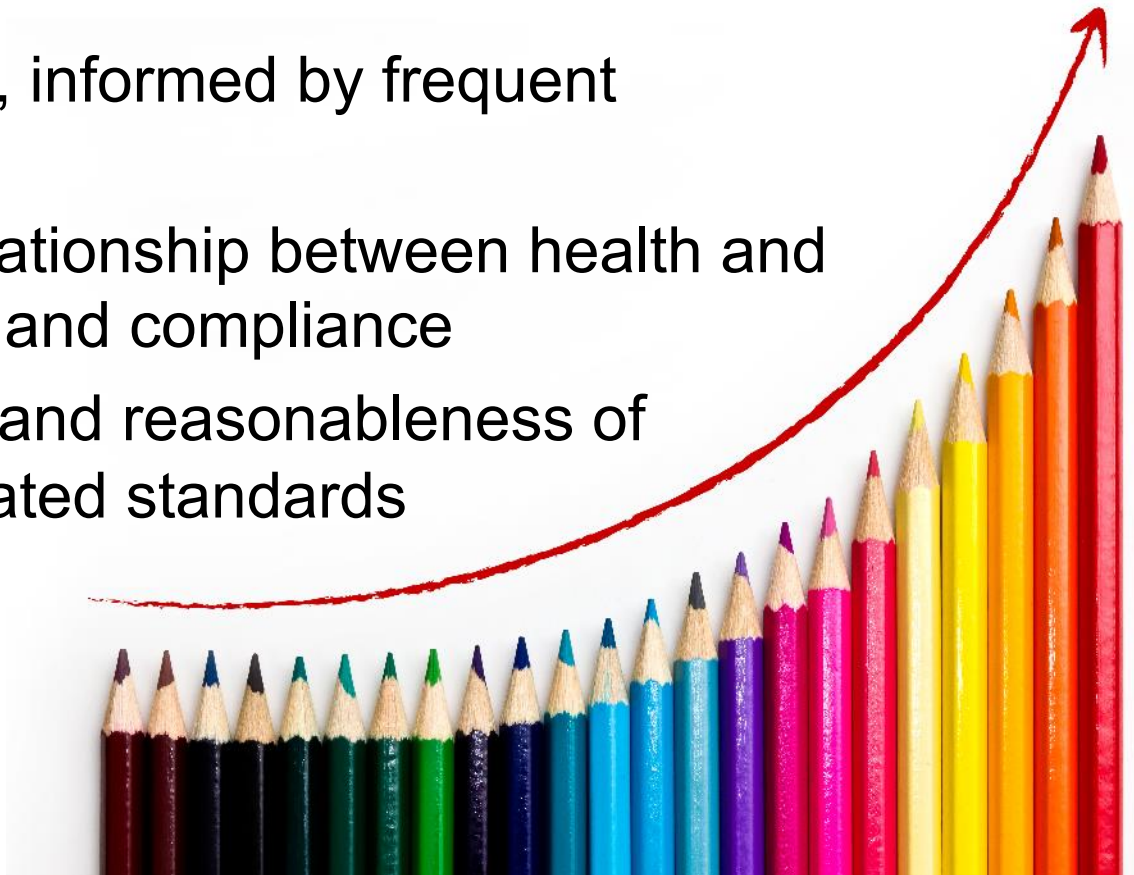 , informed by frequent
ationship between health and
and compliance
and reasonableness of
ated standards